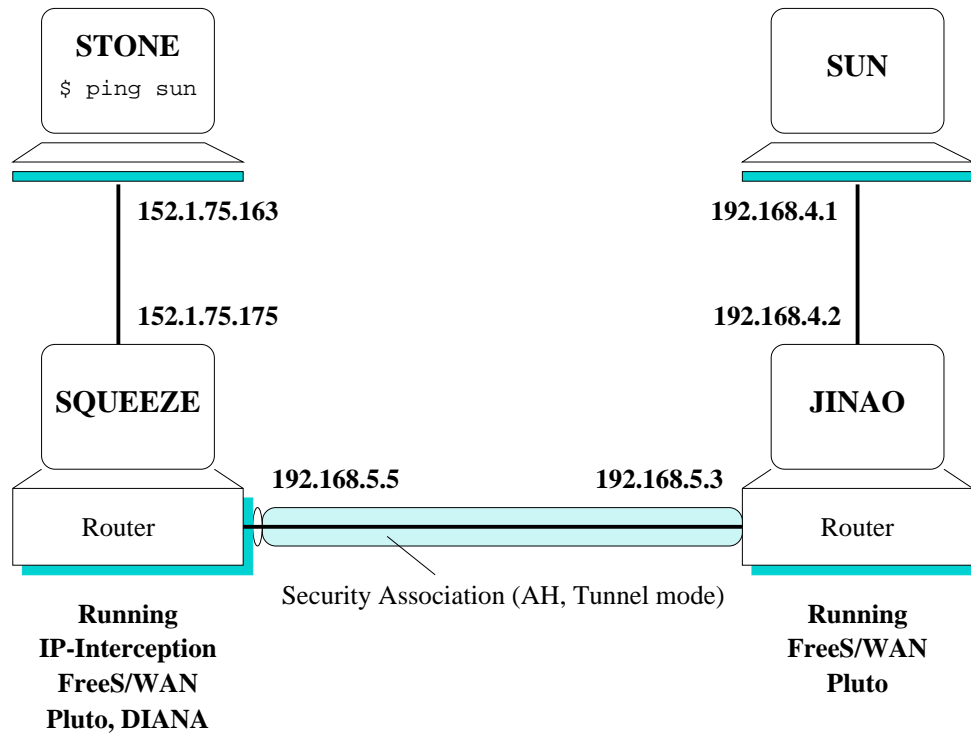 STONE
$ ping sun
SUN
152.1.75.163
192.168.4.1
152.1.75.175
192.168.4.2
SQUEEZE
JINAO
192.168.5.5
192.168.5.3
Router
Router
Security Association (AH, Tunnel mode)
Running
IP-Interception
FreeS/WAN
Pluto, DIANA
Running
FreeS/WAN
Pluto